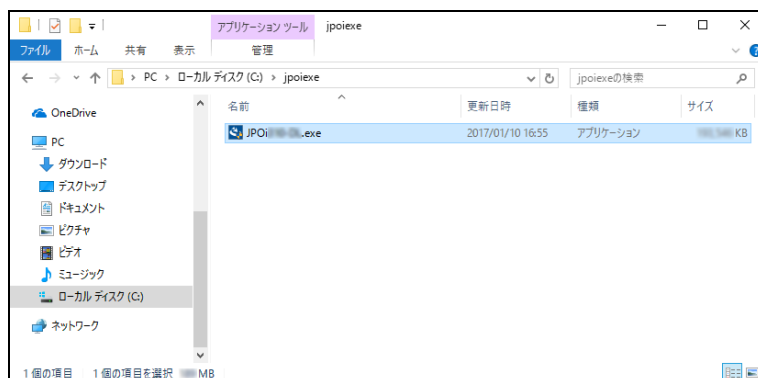 アプリケーション ツール jpoiexe
ファイル ホーム 共有 表示 管理
PC > ローカル ディスク (C:) > jpoiexe
jpoiexeの検索
名前 更新日時 種類 サイズ
JPOi .exe 2017/01/10 16:55 アプリケーション KB
OneDrive
PC
ダウンロード
デスクトップ
ドキュメント
ピクチャ
ビデオ
ミュージック
ローカル ディスク (C:)
ネットワーク
1 個の項目 1 個の項目を選択 MB